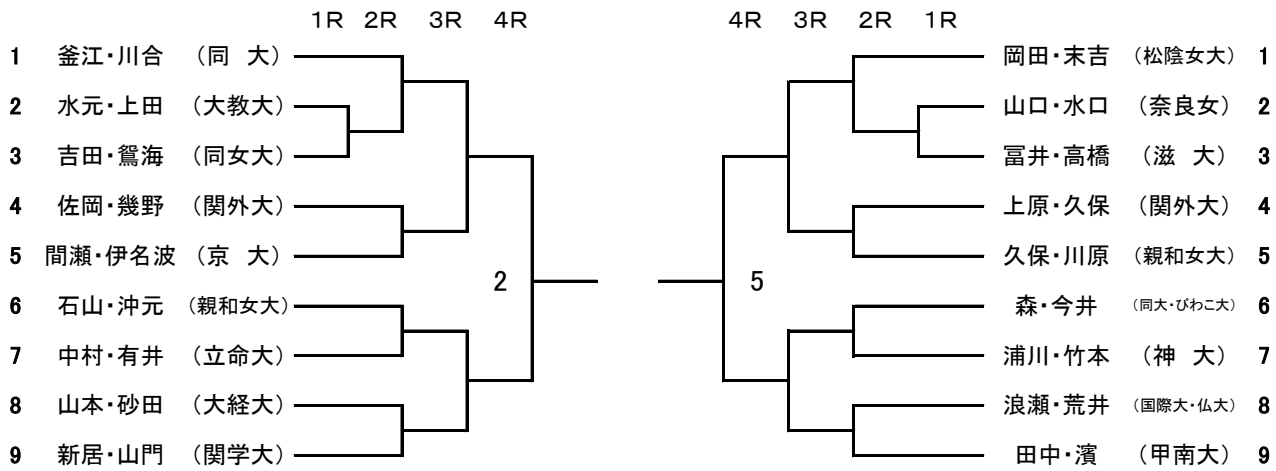 1R 2R 3R 4R
1 釜江・川合 （同 大）
2 水元・上田 （大教大）
3 吉田・鴛海 （同女大）
4 佐岡・幾野 （関外大）
5 間瀬・伊名波 （京 大）
2
6 石山・沖元 （親和女大）
7 中村・有井 （立命大）
8 山本・砂田 （大経大）
9 新居・山門 （関学大）
4R 3R 2R 1R
岡田・末吉 （松陰女大） 1
山口・水口 （奈良女） 2
冨井・高橋 （滋 大） 3
上原・久保 （関外大） 4
久保・川原 （親和女大） 5
5
森・今井 （同大・びわこ大） 6
浦川・竹本 （神 大） 7
浪瀬・荒井 （国際大・仏大） 8
田中・濱 （甲南大） 9